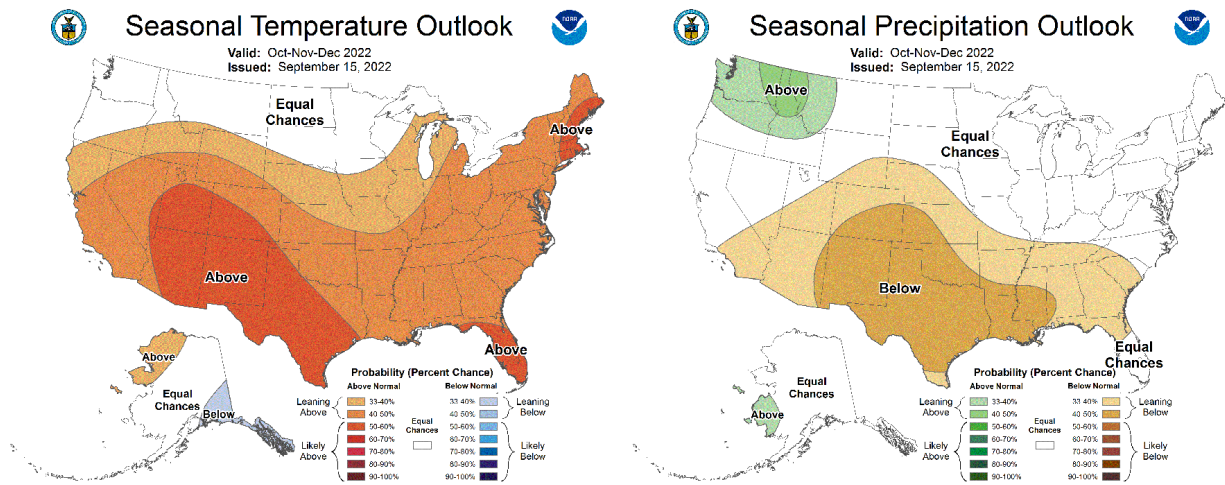 Seasonal Temperature Outlook
Valid: Oct-Nov-Dec 2022
Issued: September 15, 2022
NOAA
Equal
Chances
Above
Above
Above
Above
Equal
Chances
Below
Probability (Percent Chance)
Above Normal
Below Normal
Leaning
Above
33-40%
40-50%
Likely
Above
50-60%
60-70%
70-80%
80-90%
90-100%
Equal
Chances
33-40%
40-50%
Leaning
Below
50-60%
60-70%
70-80%
80-90%
90-100%
Likely
Below
Seasonal Precipitation Outlook
Valid: Oct-Nov-Dec 2022
Issued: September 15, 2022
NOAA
Above
Equal
Chances
Below
Equal
Chances
Equal
Chances
Above
Probability (Percent Chance)
Above Normal
Below Normal
Leaning
Above
33-40%
40-50%
Likely
Above
50-60%
60-70%
70-80%
80-90%
90-100%
Equal
Chances
33-40%
40-50%
Leaning
Below
50-60%
60-70%
70-80%
80-90%
90-100%
Likely
Below